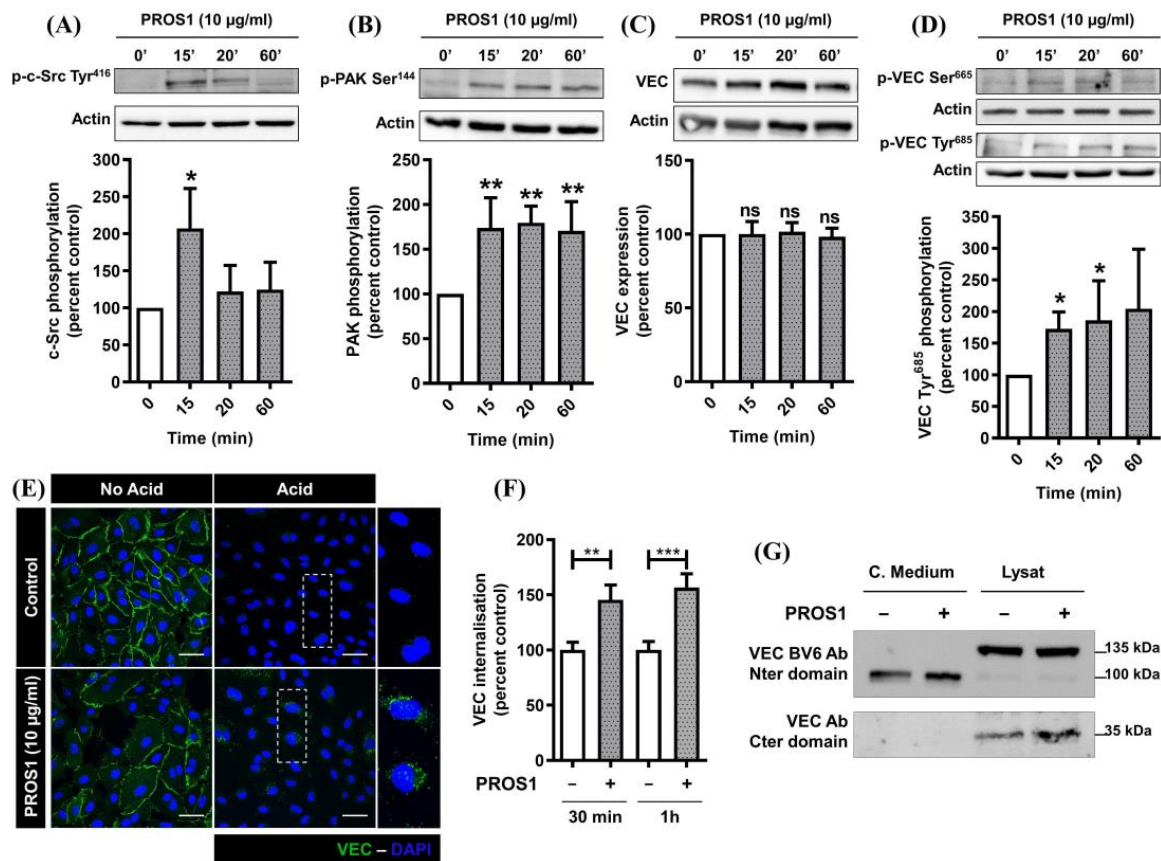 (A)
PROS1 (10 µg/ml)
0' 15' 20' 60'
p-c-Src Tyr416
Actin
c-Src phosphorylation
(percent control)
300
250
200
150
100
50
0
*
0 15 20 60
Time (min)
(B)
PROS1 (10 µg/ml)
0' 15' 20' 60'
p-PAK Ser144
Actin
PAK phosphorylation
(percent control)
250
200
150
100
50
0
** ** **
0 15 20 60
Time (min)
(C)
PROS1 (10 µg/ml)
0' 15' 20' 60'
VEC
Actin
VEC expression
(percent control)
150
100
50
0
ns ns ns
0 15 20 60
Time (min)
(D)
PROS1 (10 µg/ml)
0' 15' 20' 60'
p-VEC Ser665
Actin
p-VEC Tyr685
Actin
VEC Tyr685 phosphorylation
(percent control)
350
300
250
200
150
100
50
0
* *
0 15 20 60
Time (min)
(E)
No Acid Acid
Control
PROS1 (10 µg/ml)
VEC – DAPI
(F)
VEC internalisation
(percent control)
200
150
100
50
0
** ***
PROS1 – + – +
30 min 1h
(G)
C. Medium Lysat
PROS1 – + – +
VEC BV6 Ab
Nter domain
135 kDa
100 kDa
VEC Ab
Cter domain
35 kDa